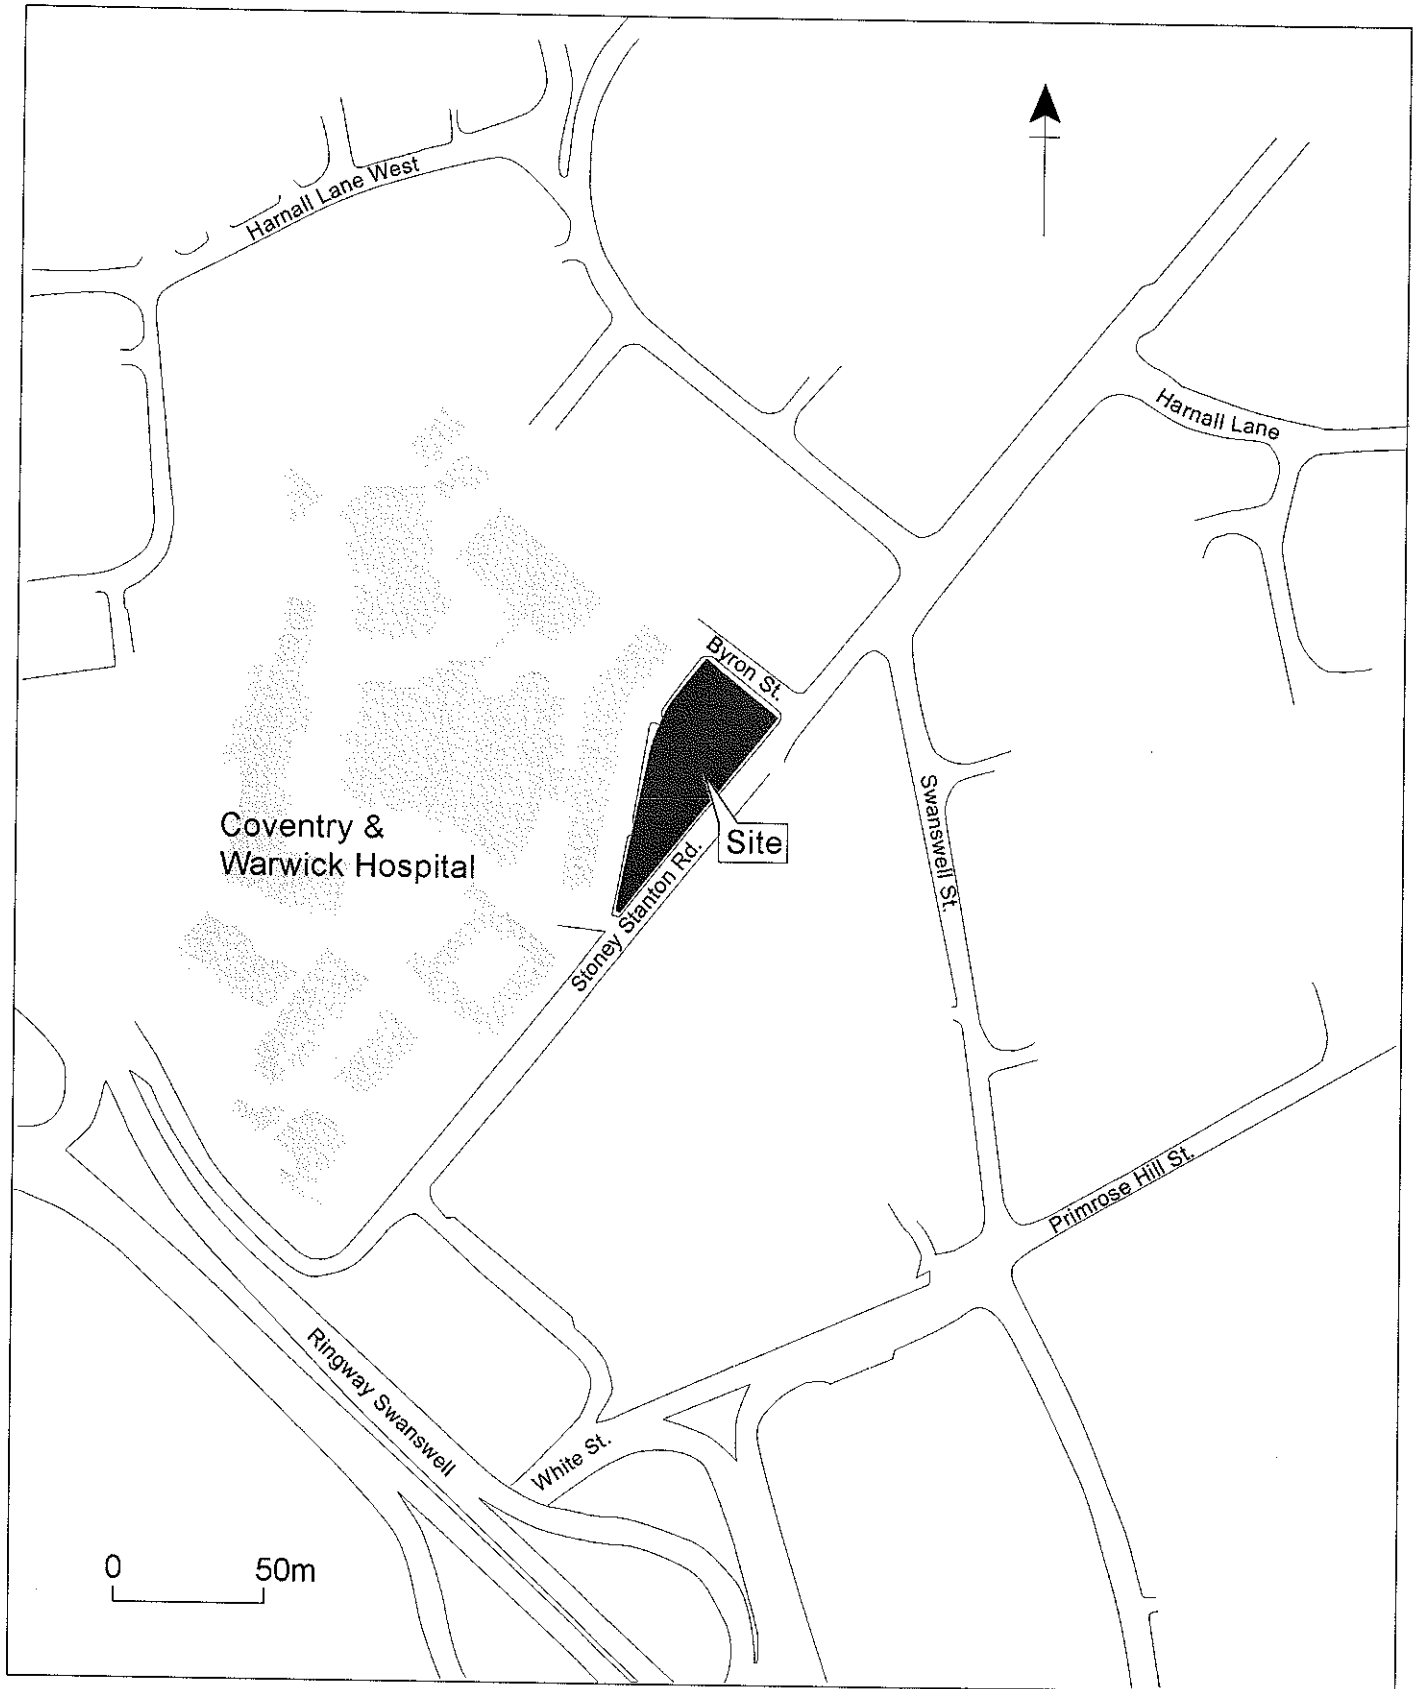 Harnall Lane West
Harnall Lane
Byron St.
Swanswell St.
Coventry &
Warwick Hospital
Site
Stoney Stanton Rd.
Primrose Hill St.
Ringway Swanswell
White St.
0 50m